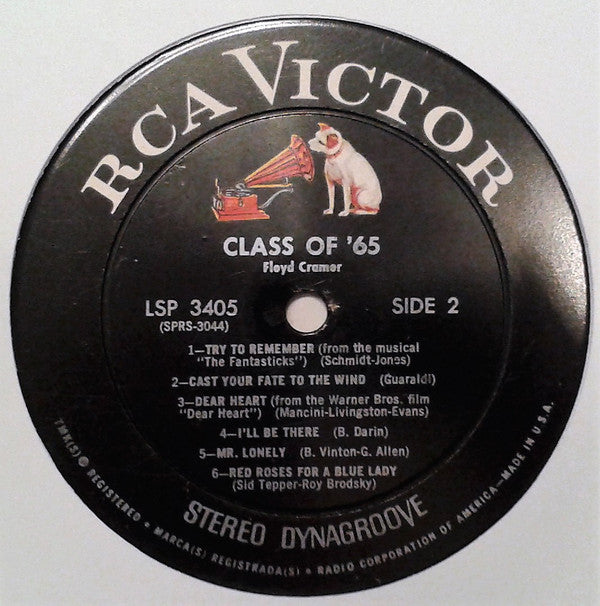 RCA VICTOR
CLASS OF '65
Floyd Cramer
LSP 3405
(SPRS-3044)
SIDE 2
1—TRY TO REMEMBER (from the musical
"The Fantasticks") (Schmidt-Jones)
2—CAST YOUR FATE TO THE WIND (Guaraldi)
3—DEAR HEART (from the Warner Bros. film
"Dear Heart") (Mancini-Livingston-Evans)
4—I'LL BE THERE (B. Darin)
5—MR. LONELY (B. Vinton-G. Allen)
6—RED ROSES FOR A BLUE LADY
(Sid Tepper-Roy Brodsky)
STEREO DYNAGROOVE
TMK(S) ® REGISTERED • MARCA(S) REGISTRADA(S) • RADIO CORPORATION OF AMERICA—MADE IN U.S.A.